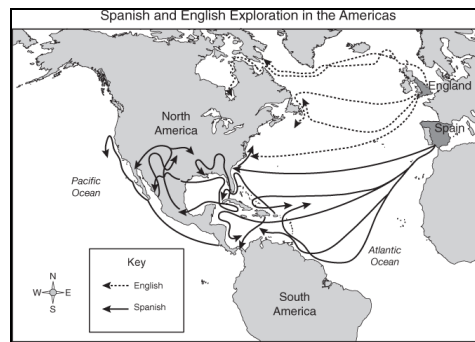 Spanish and English Exploration in the Americas
England
Spain
North
America
Pacific
Ocean
Atlantic
Ocean
Key
English
Spanish
N
W E
S
South
America